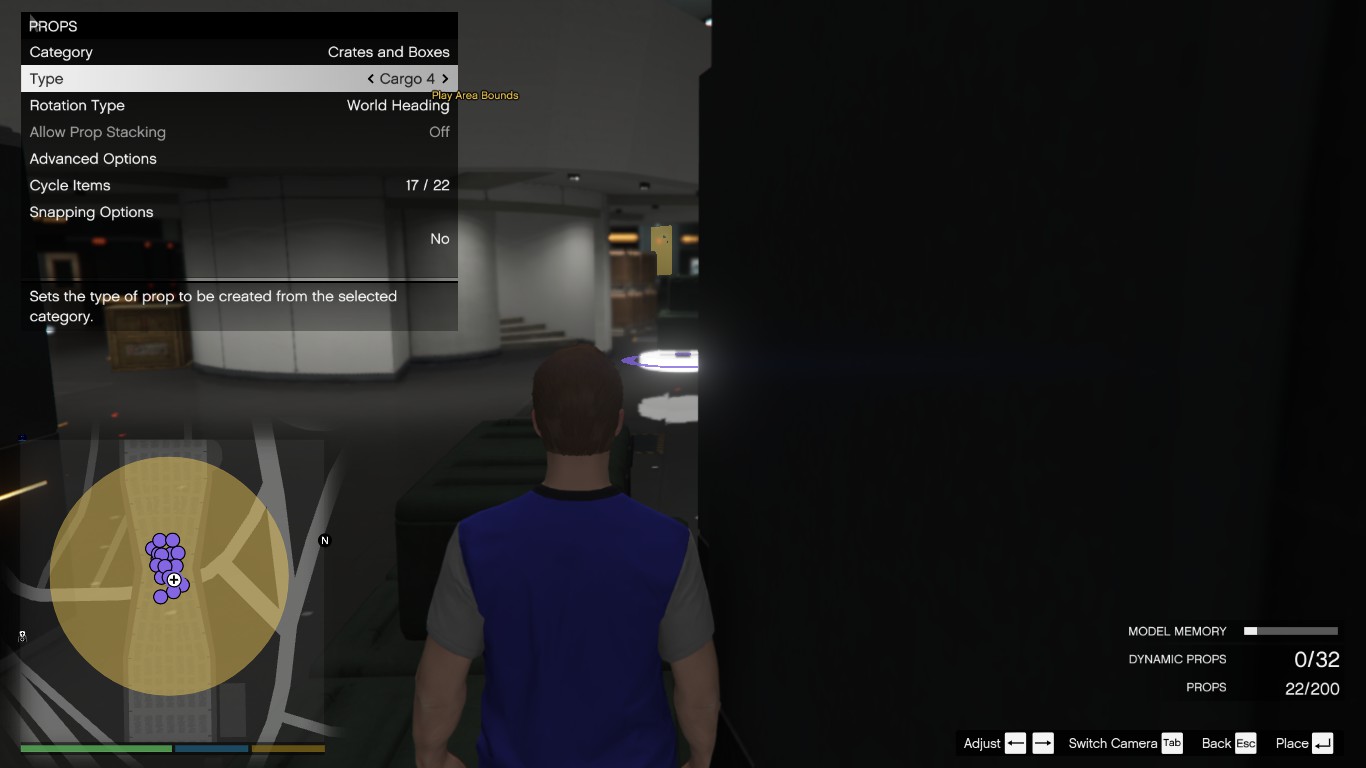 PROPS
Category Crates and Boxes
Type < Cargo 4 >
Play Area Bounds
Rotation Type World Heading
Allow Prop Stacking Off
Advanced Options
Cycle Items 17 / 22
Snapping Options
No
Sets the type of prop to be created from the selected
category.
N
MODEL MEMORY
DYNAMIC PROPS 0/32
PROPS 22/200
Adjust ← → Switch Camera Tab Back Esc Place ↵